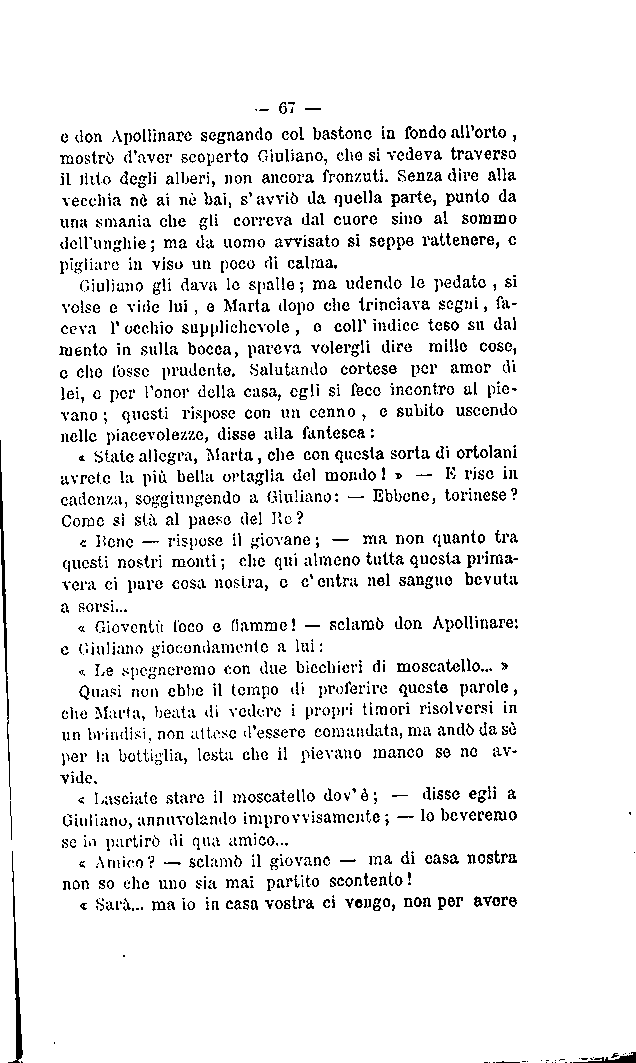 — 67 —
e don Apollinare segnando col bastone in fondo all'orto ,
mostrò d'aver scoperto Giuliano, che si vedeva traverso
il fitto degli alberi, non ancora fronzuti. Senza dire alla
vecchia nè ai nè bai, s'avviò da quella parte, punto da
una smania che gli correva dal cuore sino al sommo
dell'unghie; ma da uomo avvisato si seppe rattenere, e
pigliare in viso un poco di calma.
Giuliano gli dava le spalle; ma udendo le pedate , si
volse e vide lui , e Marta dopo che trinciava segni, fa-
ceva l'occhio supplichevole , e coll'indice teso su dal
mento in sulla bocca, pareva volergli dire mille cose,
e che fosse prudente. Salutando cortese per amor di
lei, e per l'onor della casa, egli si fece incontro al pie-
vano ; questi rispose con un cenno , e subito uscendo
nelle piacevolezze, disse alla fantesca :
« State allegra, Marta, che con questa sorta di ortolani
avrete la più bella ortaglia del mondo! » — E rise in
cadenza, soggiungendo a Giuliano: — Ebbene, torinese?
Come si stà al paese del Re?
« Bene — rispose il giovane ; — ma non quanto tra
questi nostri monti ; che qui almeno tutta questa prima-
vera ci pare cosa nostra, e c'entra nel sangue bevuta
a sorsi...
« Gioventù foco e fiamme! — sclamò don Apollinare:
e Giuliano giocondamente a lui :
« Le spegneremo con due bicchieri di moscatello... »
Quasi non ebbe il tempo di proferire queste parole,
che Marta, beata di vedere i propri timori risolversi in
un brindisi, non attese d'essere comandata, ma andò da sè
per la bottiglia, lesta che il pievano manco se ne av-
vide.
« Lasciate stare il moscatello dov'è ; — disse egli a
Giuliano, annuvolando improvvisamente ; — lo beveremo
se io partirò di qua amico...
« Amico? — sclamò il giovane — ma di casa nostra
non so che uno sia mai partito scontento !
« Sarà... ma io in casa vostra ci vengo, non per avere